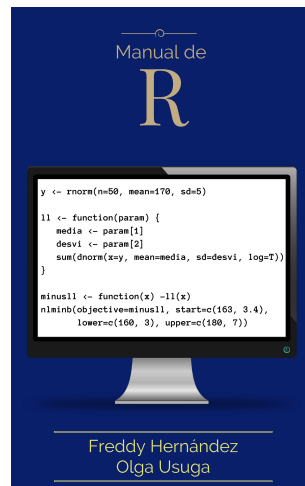 Manual de
R
y <- rnorm(n=50, mean=170, sd=5)
ll <- function(param) {
media <- param[1]
desvi <- param[2]
sum(dnorm(x=y, mean=media, sd=desvi, log=T))
}
minusll <- function(x) -ll(x)
nlminb(objective=minusll, start=c(163, 3.4),
lower=c(160, 3), upper=c(180, 7))
Freddy Hernández
Olga Usuga